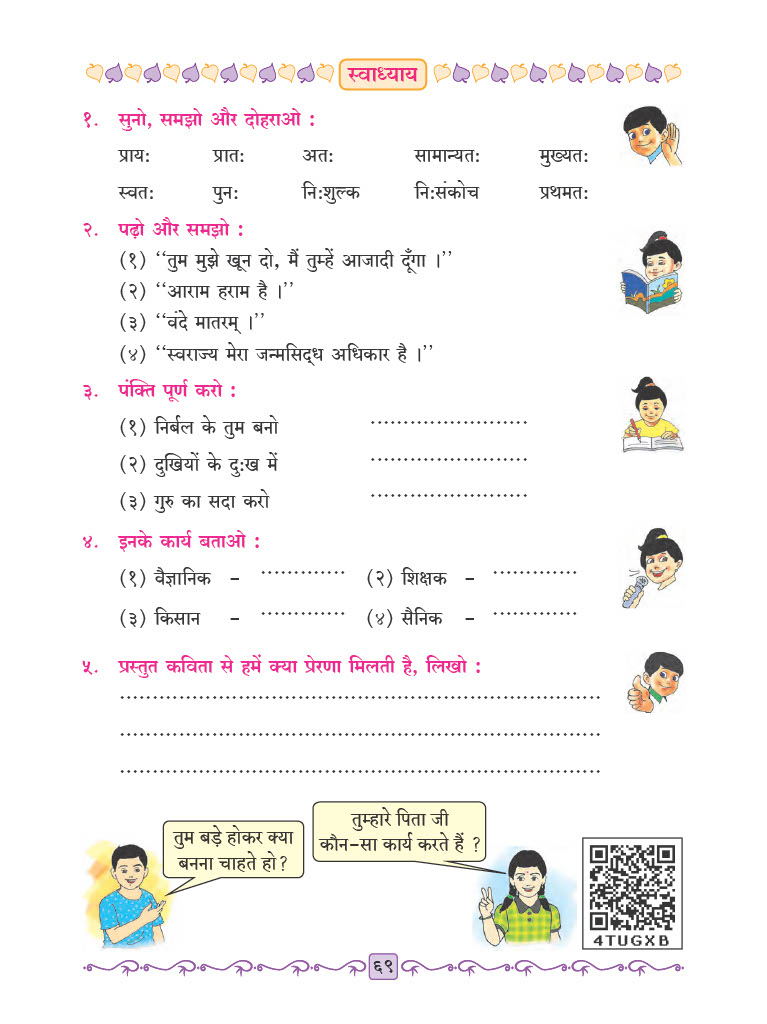 स्वाध्याय
१. सुनो, समझो और दोहराओ :
प्राय: प्रात: अत: सामान्यत: मुख्यत:
स्वत: पुन: नि:शुल्क नि:संकोच प्रथमत:
२. पढ़ो और समझो :
(१) ‘‘तुम मुझे खून दो, मैं तुम्हें आजादी दूँगा ।’’
(२) ‘‘आराम हराम है ।’’
(३) ‘‘वंदे मातरम् ।’’
(४) ‘‘स्वराज्य मेरा जन्मसिद्ध अधिकार है ।’’
३. पंक्ति पूर्ण करो :
(१) निर्बल के तुम बनो ........................
(२) दुखियों के दु:ख में ........................
(३) गुरु का सदा करो ........................
४. इनके कार्य बताओ :
(१) वैज्ञानिक – ............. (२) शिक्षक – .............
(३) किसान – ............. (४) सैनिक – .............
५. प्रस्तुत कविता से हमें क्या प्रेरणा मिलती है, लिखो :
..........................................................................
..........................................................................
..........................................................................
तुम बड़े होकर क्या
बनना चाहते हो?
तुम्हारे पिता जी
कौन-सा कार्य करते हैं ?
4TUGXB
६९